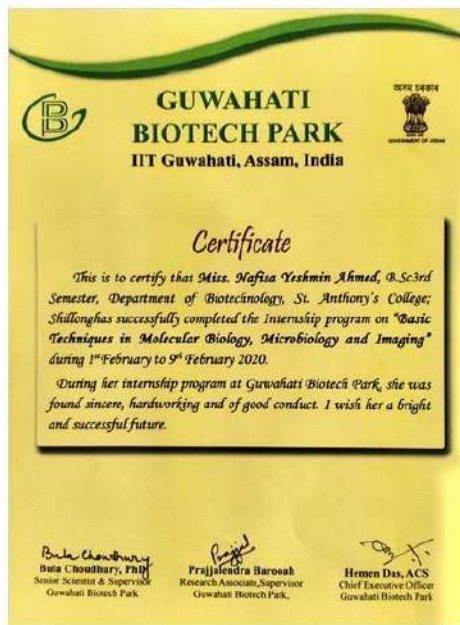 GUWAHATI
BIOTECH PARK
IIT Guwahati, Assam, India
অসম চৰকাৰ
GOVERNMENT OF ASSAM
Certificate
This is to certify that Miss. Nafisa Yeshmin Ahmed, B.Sc3rd
Semester, Department of Biotechnology, St. Anthony's College;
Shillonghas successfully completed the Internship program on "Basic
Techniques in Molecular Biology, Microbiology and Imaging"
during 1st February to 9th February 2020.
During her internship program at Guwahati Biotech Park, she was
found sincere, hardworking and of good conduct. I wish her a bright
and successful future.
Bula Choudhury
Bula Choudhury, PhD
Senior Scientist & Supervisor
Guwahati Biotech Park
Prajjalendra Barooah
Research Associate,Supervisor
Guwahati Biotech Park,
Hemen Das, ACS
Chief Executive Officer
Guwahati Biotech Park